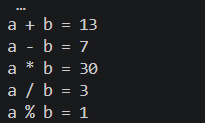 …
a + b = 13
a - b = 7
a * b = 30
a / b = 3
a % b = 1